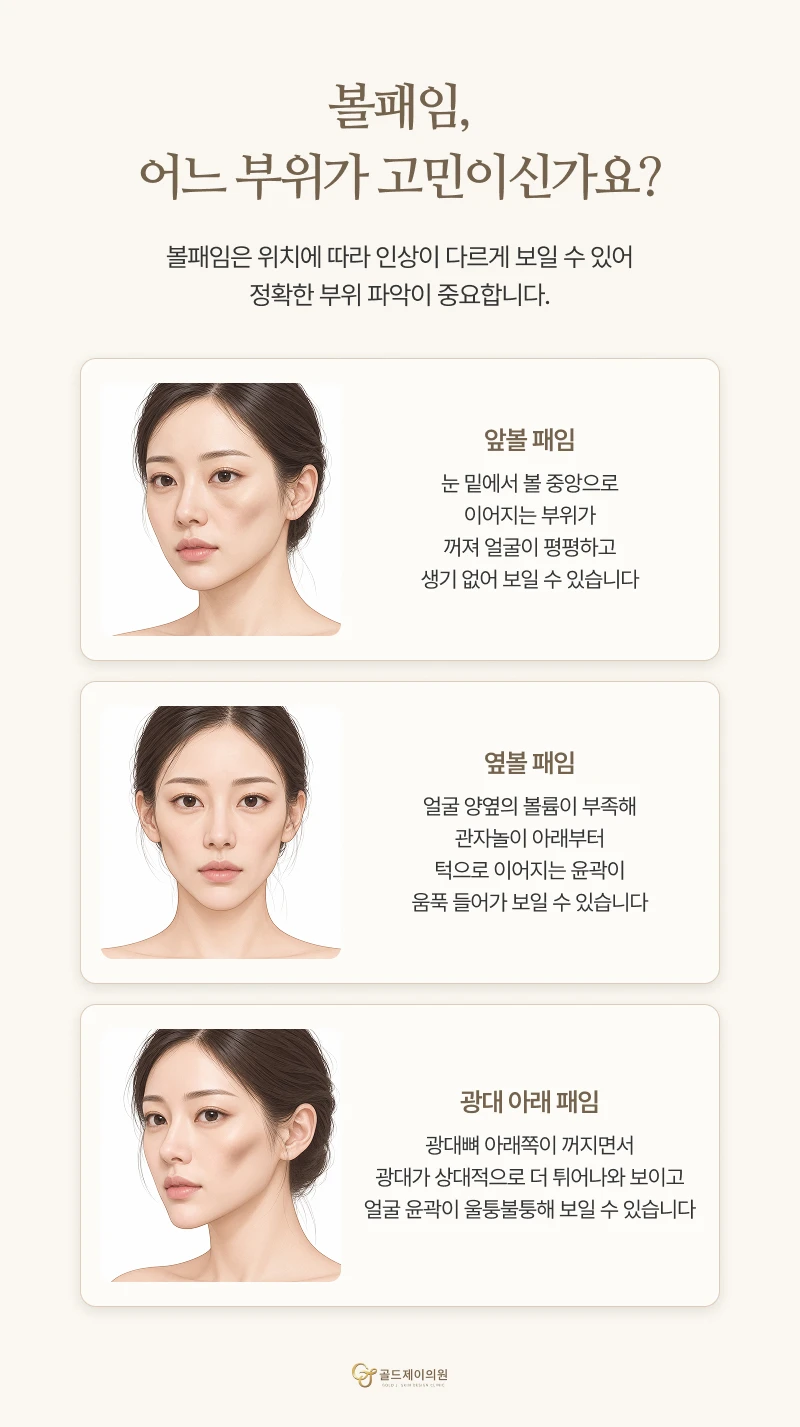 볼패임,
어느 부위가 고민이신가요?
볼패임은 위치에 따라 인상이 다르게 보일 수 있어
정확한 부위 파악이 중요합니다.
앞볼 패임
눈 밑에서 볼 중앙으로
이어지는 부위가
꺼져 얼굴이 평평하고
생기 없어 보일 수 있습니다
옆볼 패임
얼굴 양옆의 볼륨이 부족해
관자놀이 아래부터
턱으로 이어지는 윤곽이
움푹 들어가 보일 수 있습니다
광대 아래 패임
광대뼈 아래쪽이 꺼지면서
광대가 상대적으로 더 튀어나와 보이고
얼굴 윤곽이 울퉁불퉁해 보일 수 있습니다
골드제이의원